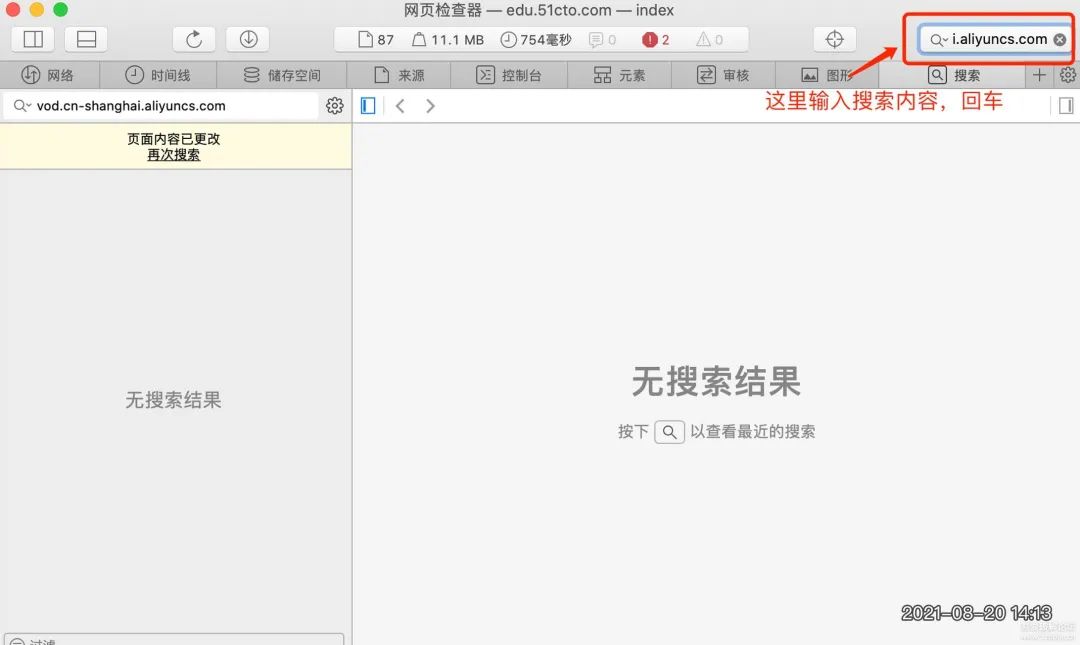 网页检查器 — edu.51cto.com — index
87 11.1 MB 754毫秒 0 2 0 i.aliyuncs.com
网络 时间线 储存空间 来源 控制台 元素 审核 图形 搜索
vod.cn-shanghai.aliyuncs.com
这里输入搜索内容，回车
页面内容已更改
再次搜索
无搜索结果
无搜索结果
按下 以查看最近的搜索
2021-08-20 14:13
过滤